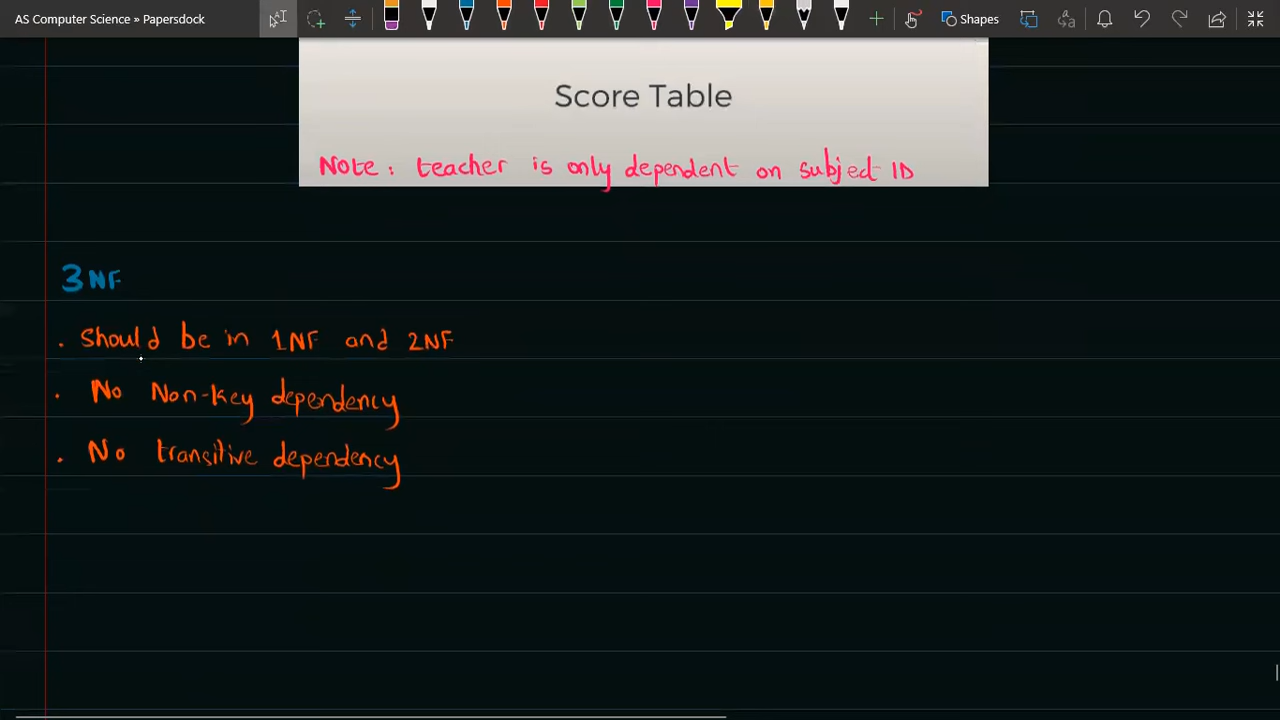 AS Computer Science » Papersdock
Shapes
Score Table
Note: teacher is only dependent on subject ID
3NF
. Should be in 1NF and 2NF
. No Non-key dependency
. No transitive dependency